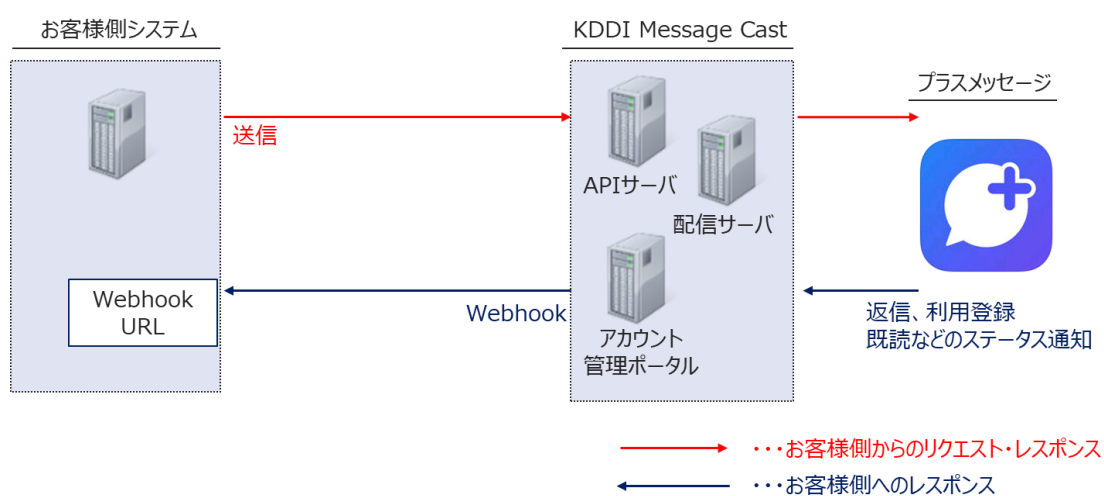 お客様側システム
KDDI Message Cast
プラスメッセージ
送信
APIサーバ
配信サーバ
Webhook
URL
Webhook
アカウント
管理ポータル
返信、利用登録
既読などのステータス通知
・・・お客様側からのリクエスト・レスポンス
・・・お客様側へのレスポンス